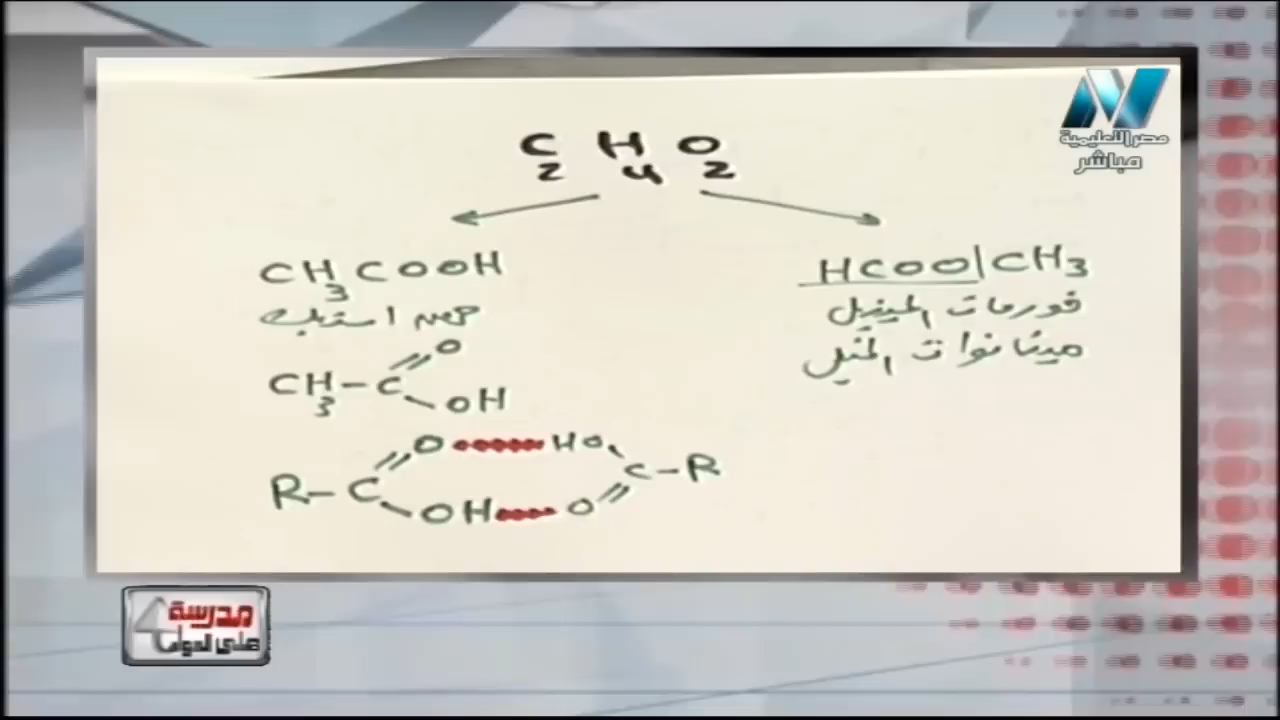 C2H4O2
CH3COOH
HCOO|CH3
حمض استيك
فورمات الميثيل
ميثانوات المثيل
CH3-C
O
OH
O
HO
R-C
C-R
OH
O
مصر التعليمية
مباشر
مدرسة
على الهواء